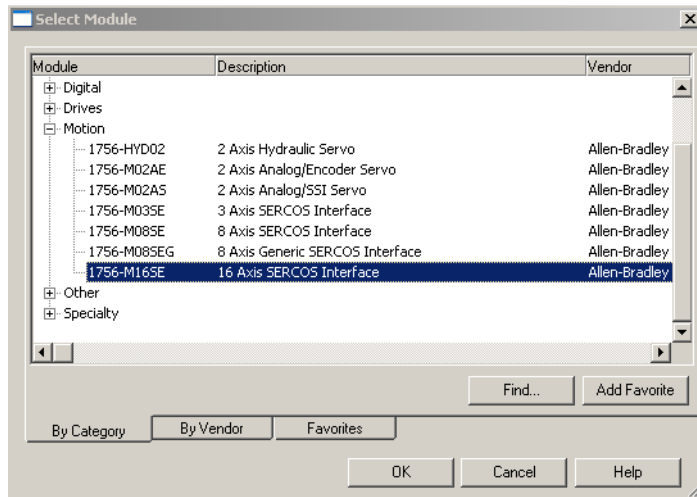 Select Module
Module Description Vendor
Digital
Drives
Motion
1756-HYD02 2 Axis Hydraulic Servo Allen-Bradley
1756-M02AE 2 Axis Analog/Encoder Servo Allen-Bradley
1756-M02AS 2 Axis Analog/SSI Servo Allen-Bradley
1756-M03SE 3 Axis SERCOS Interface Allen-Bradley
1756-M08SE 8 Axis SERCOS Interface Allen-Bradley
1756-M08SEG 8 Axis Generic SERCOS Interface Allen-Bradley
1756-M16SE 16 Axis SERCOS Interface Allen-Bradley
Other
Specialty
Find... Add Favorite
By Category By Vendor Favorites
OK Cancel Help